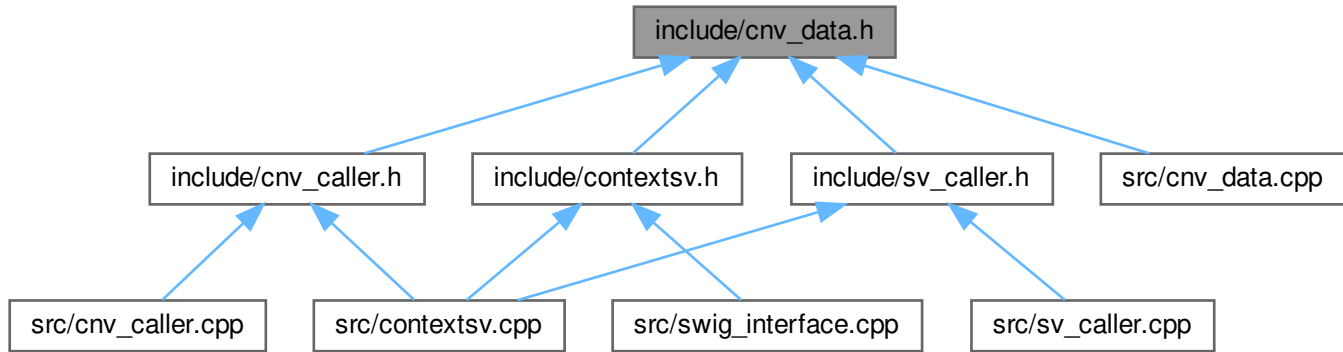 include/cnv_data.h
include/cnv_caller.h
include/contextsv.h
include/sv_caller.h
src/cnv_data.cpp
src/cnv_caller.cpp
src/contextsv.cpp
src/swig_interface.cpp
src/sv_caller.cpp